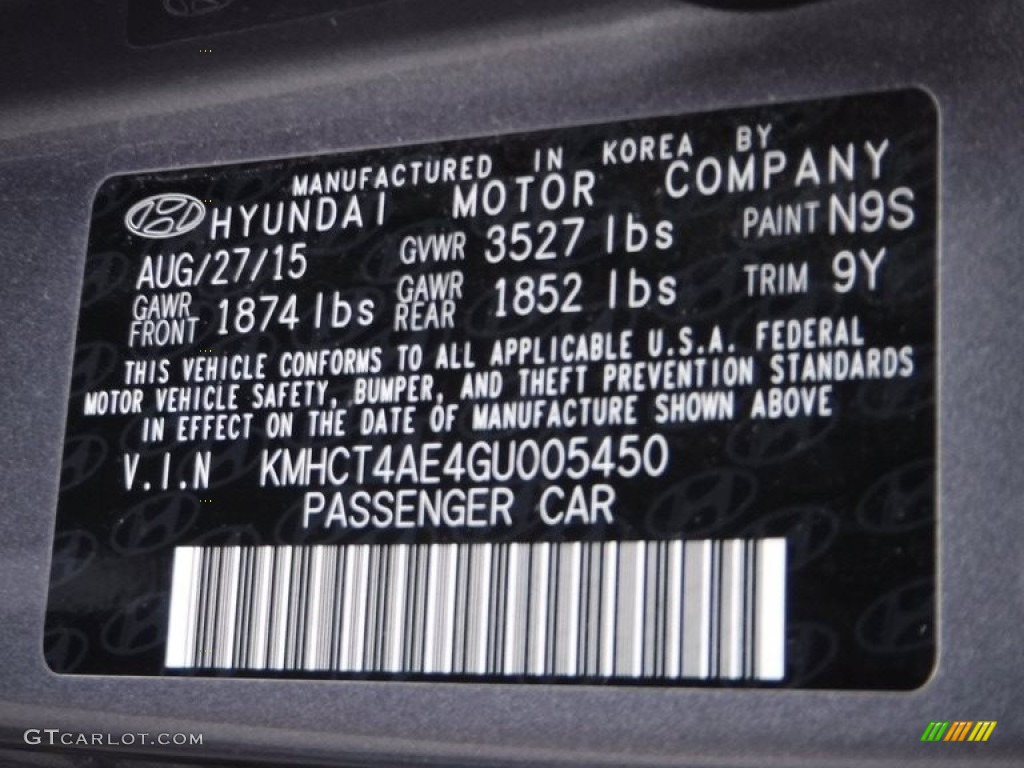 MANUFACTURED IN KOREA BY
HYUNDAI MOTOR COMPANY
AUG/27/15 GVWR 3527 lbs PAINT N9S
GAWR FRONT 1874 lbs GAWR REAR 1852 lbs TRIM 9Y
THIS VEHICLE CONFORMS TO ALL APPLICABLE U.S.A. FEDERAL
MOTOR VEHICLE SAFETY, BUMPER, AND THEFT PREVENTION STANDARDS
IN EFFECT ON THE DATE OF MANUFACTURE SHOWN ABOVE
V.I.N KMHCT4AE4GU005450
PASSENGER CAR
GTCARLOT.COM